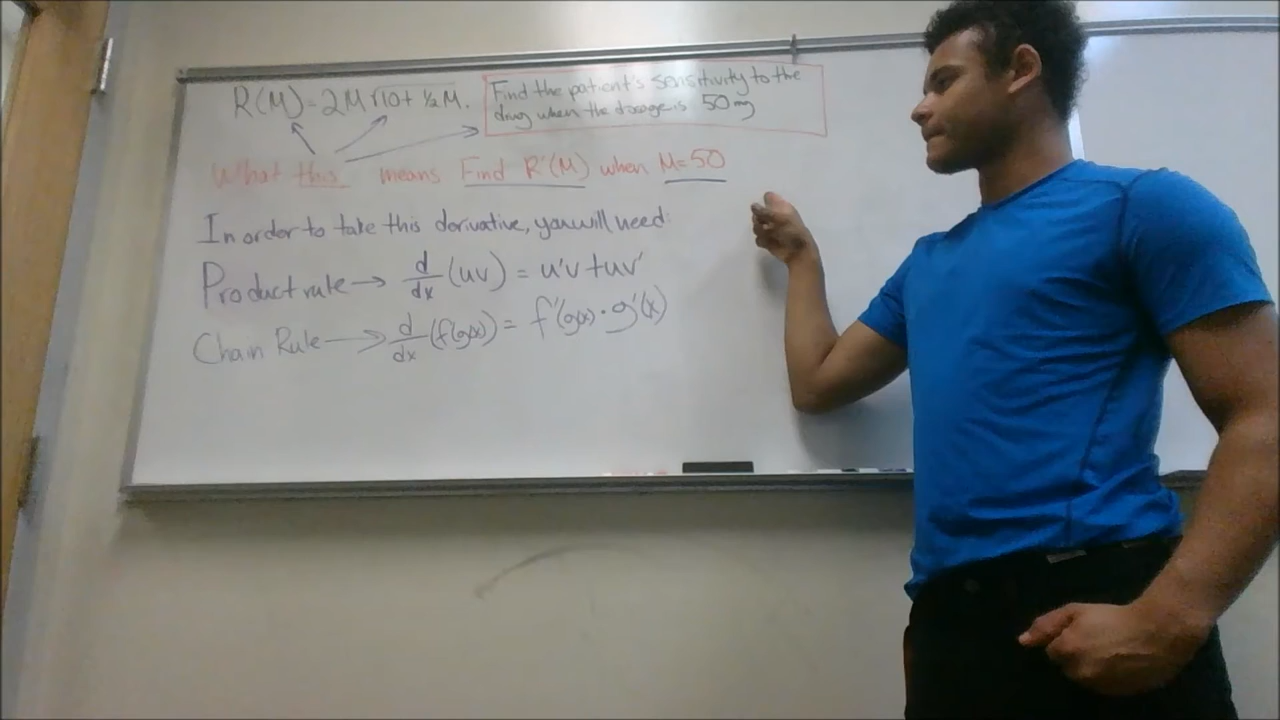 R(M) = 2M√10 + ½M.
Find the patient's sensitivity to the
drug when the dosage is 50mg
What this means Find R'(M) when M=50
In order to take this derivative, you will need:
Product rule → d/dx (uv) = u'v + uv'
Chain Rule → d/dx (f(g(x)) = f'(g(x) · g'(x)